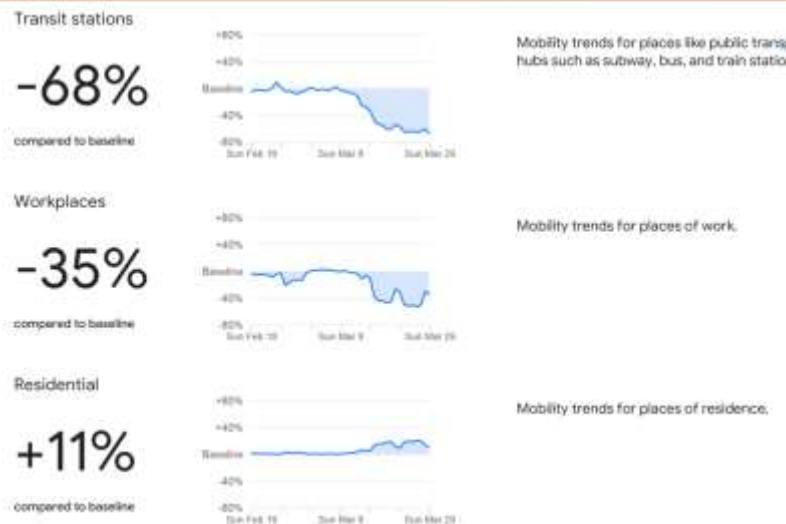 Transit stations
-68%
compared to baseline
+80%
+40%
Baseline
-40%
-80%
Sun Feb 16 Sun Mar 8 Sun Mar 29
Mobility trends for places like public
hubs such as subway, bus, and train
Workplaces
-35%
compared to baseline
+80%
+40%
Baseline
-40%
-80%
Sun Feb 16 Sun Mar 8 Sun Mar 29
Mobility trends for places of work.
Residential
+11%
compared to baseline
+80%
+40%
Baseline
-40%
-80%
Sun Feb 16 Sun Mar 8 Sun Mar 29
Mobility trends for places of residence.